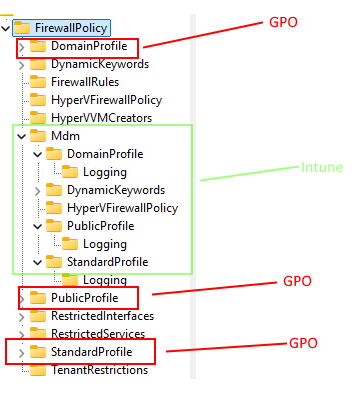 FirewallPolicy
GPO
DomainProfile
DynamicKeywords
FirewallRules
HyperVFirewallPolicy
HyperVVMCreators
Mdm
DomainProfile
Logging
Intune
DynamicKeywords
HyperVFirewallPolicy
PublicProfile
Logging
StandardProfile
Logging
GPO
PublicProfile
RestrictedInterfaces
RestrictedServices
GPO
StandardProfile
TenantRestrictions